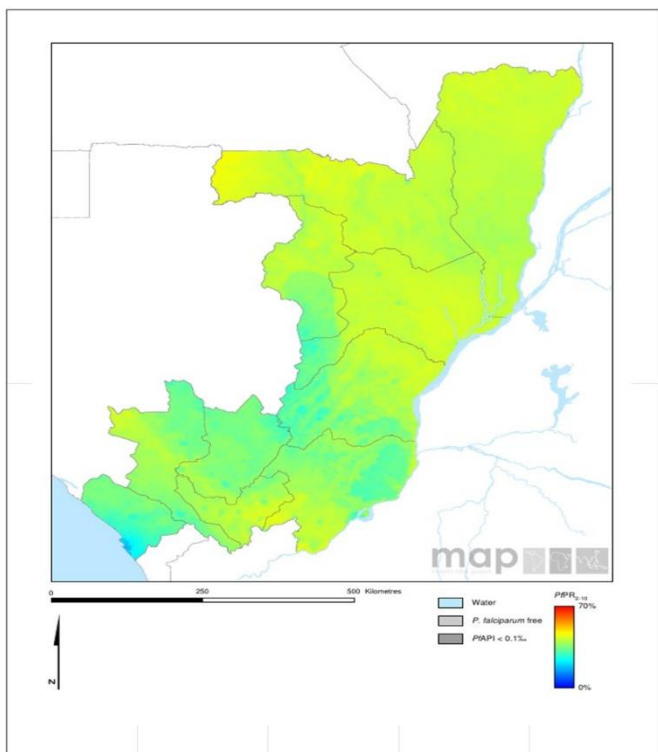 map
0 250 500 Kilometres
Water
P. falciparum free
PfAPI < 0.1‰
PfPR2-10
70%
0%
N